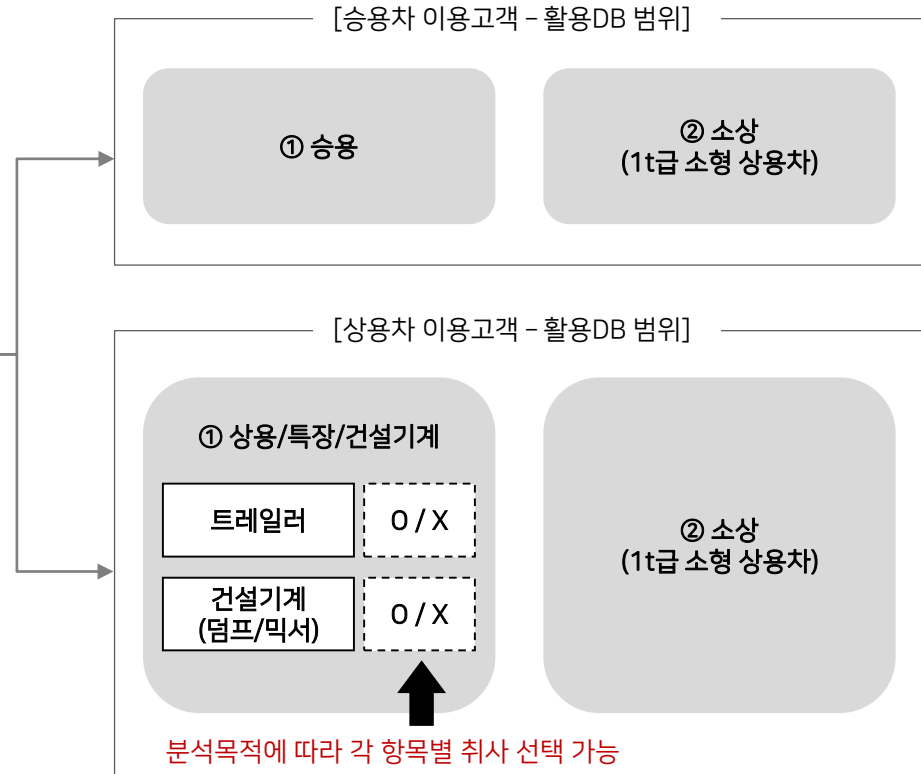 [승용차 이용고객 – 활용DB 범위]
① 승용
② 소상
(1t급 소형 상용차)
[상용차 이용고객 – 활용DB 범위]
① 상용/특장/건설기계
트레일러
O / X
건설기계
(덤프/믹서)
O / X
② 소상
(1t급 소형 상용차)
분석목적에 따라 각 항목별 취사 선택 가능